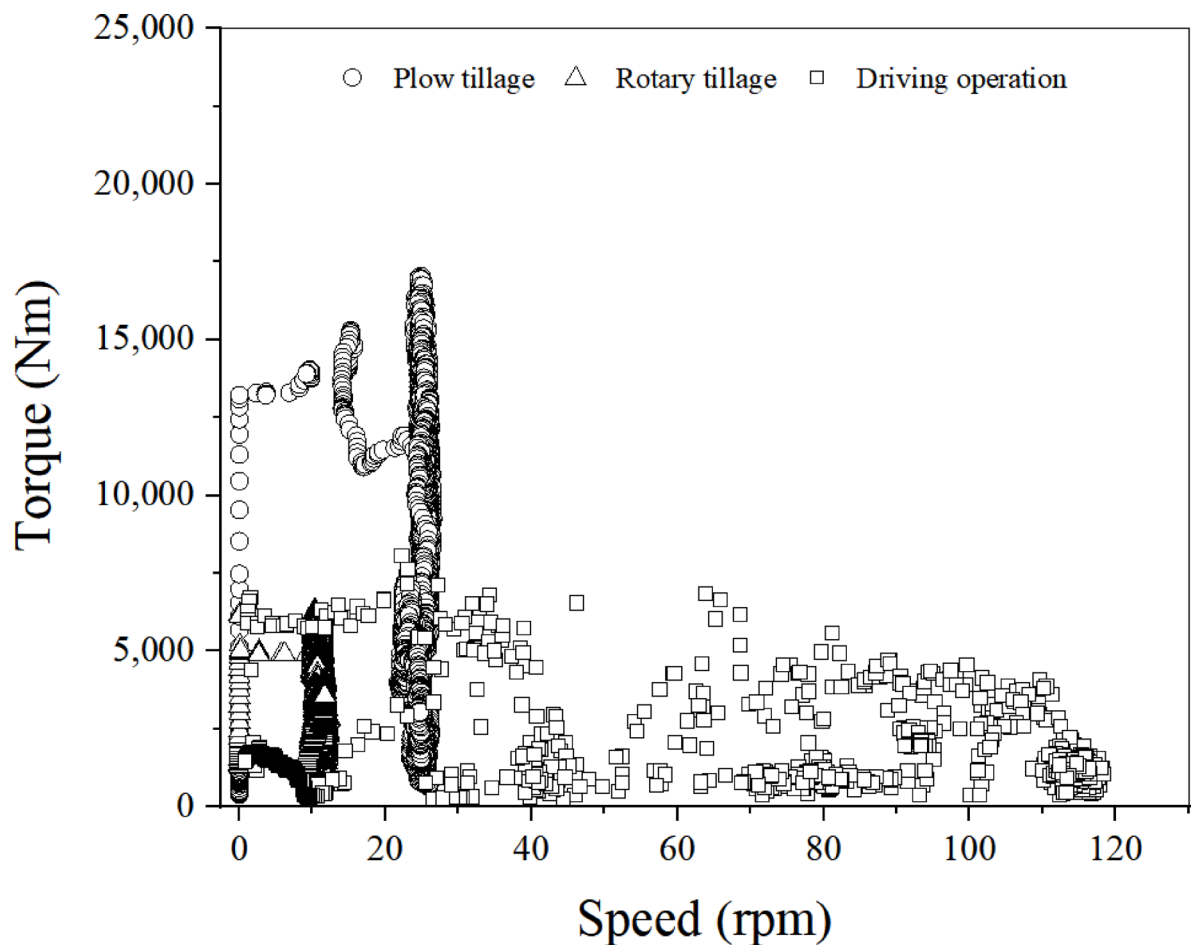 25,000
Plow tillage Rotary tillage Driving operation
20,000
15,000
10,000
5,000
0
Torque (Nm)
0 20 40 60 80 100 120
Speed (rpm)